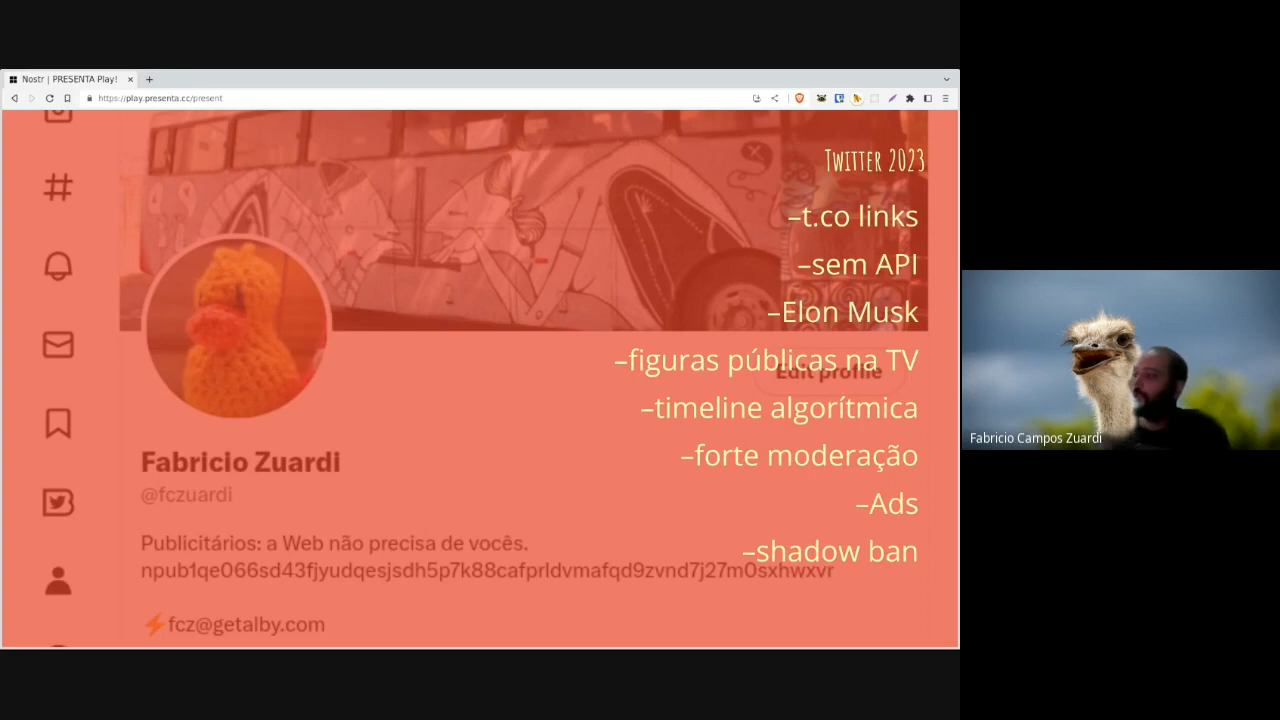 Nostr | PRESENTA Play!
https://play.presenta.cc/present
Twitter 2023
–t.co links
–sem API
–Elon Musk
–figuras públicas na TV
Edit profile
–timeline algorítmica
–forte moderação
–Ads
–shadow ban
Fabricio Zuardi
@fczuardi
Publicitários: a Web não precisa de vocês.
npub1qe066sd43fjyudqesjsdh5p7k88cafprldvmafqd9zvnd7j27m0sxhwxvr
⚡fcz@getalby.com
Fabricio Campos Zuardi